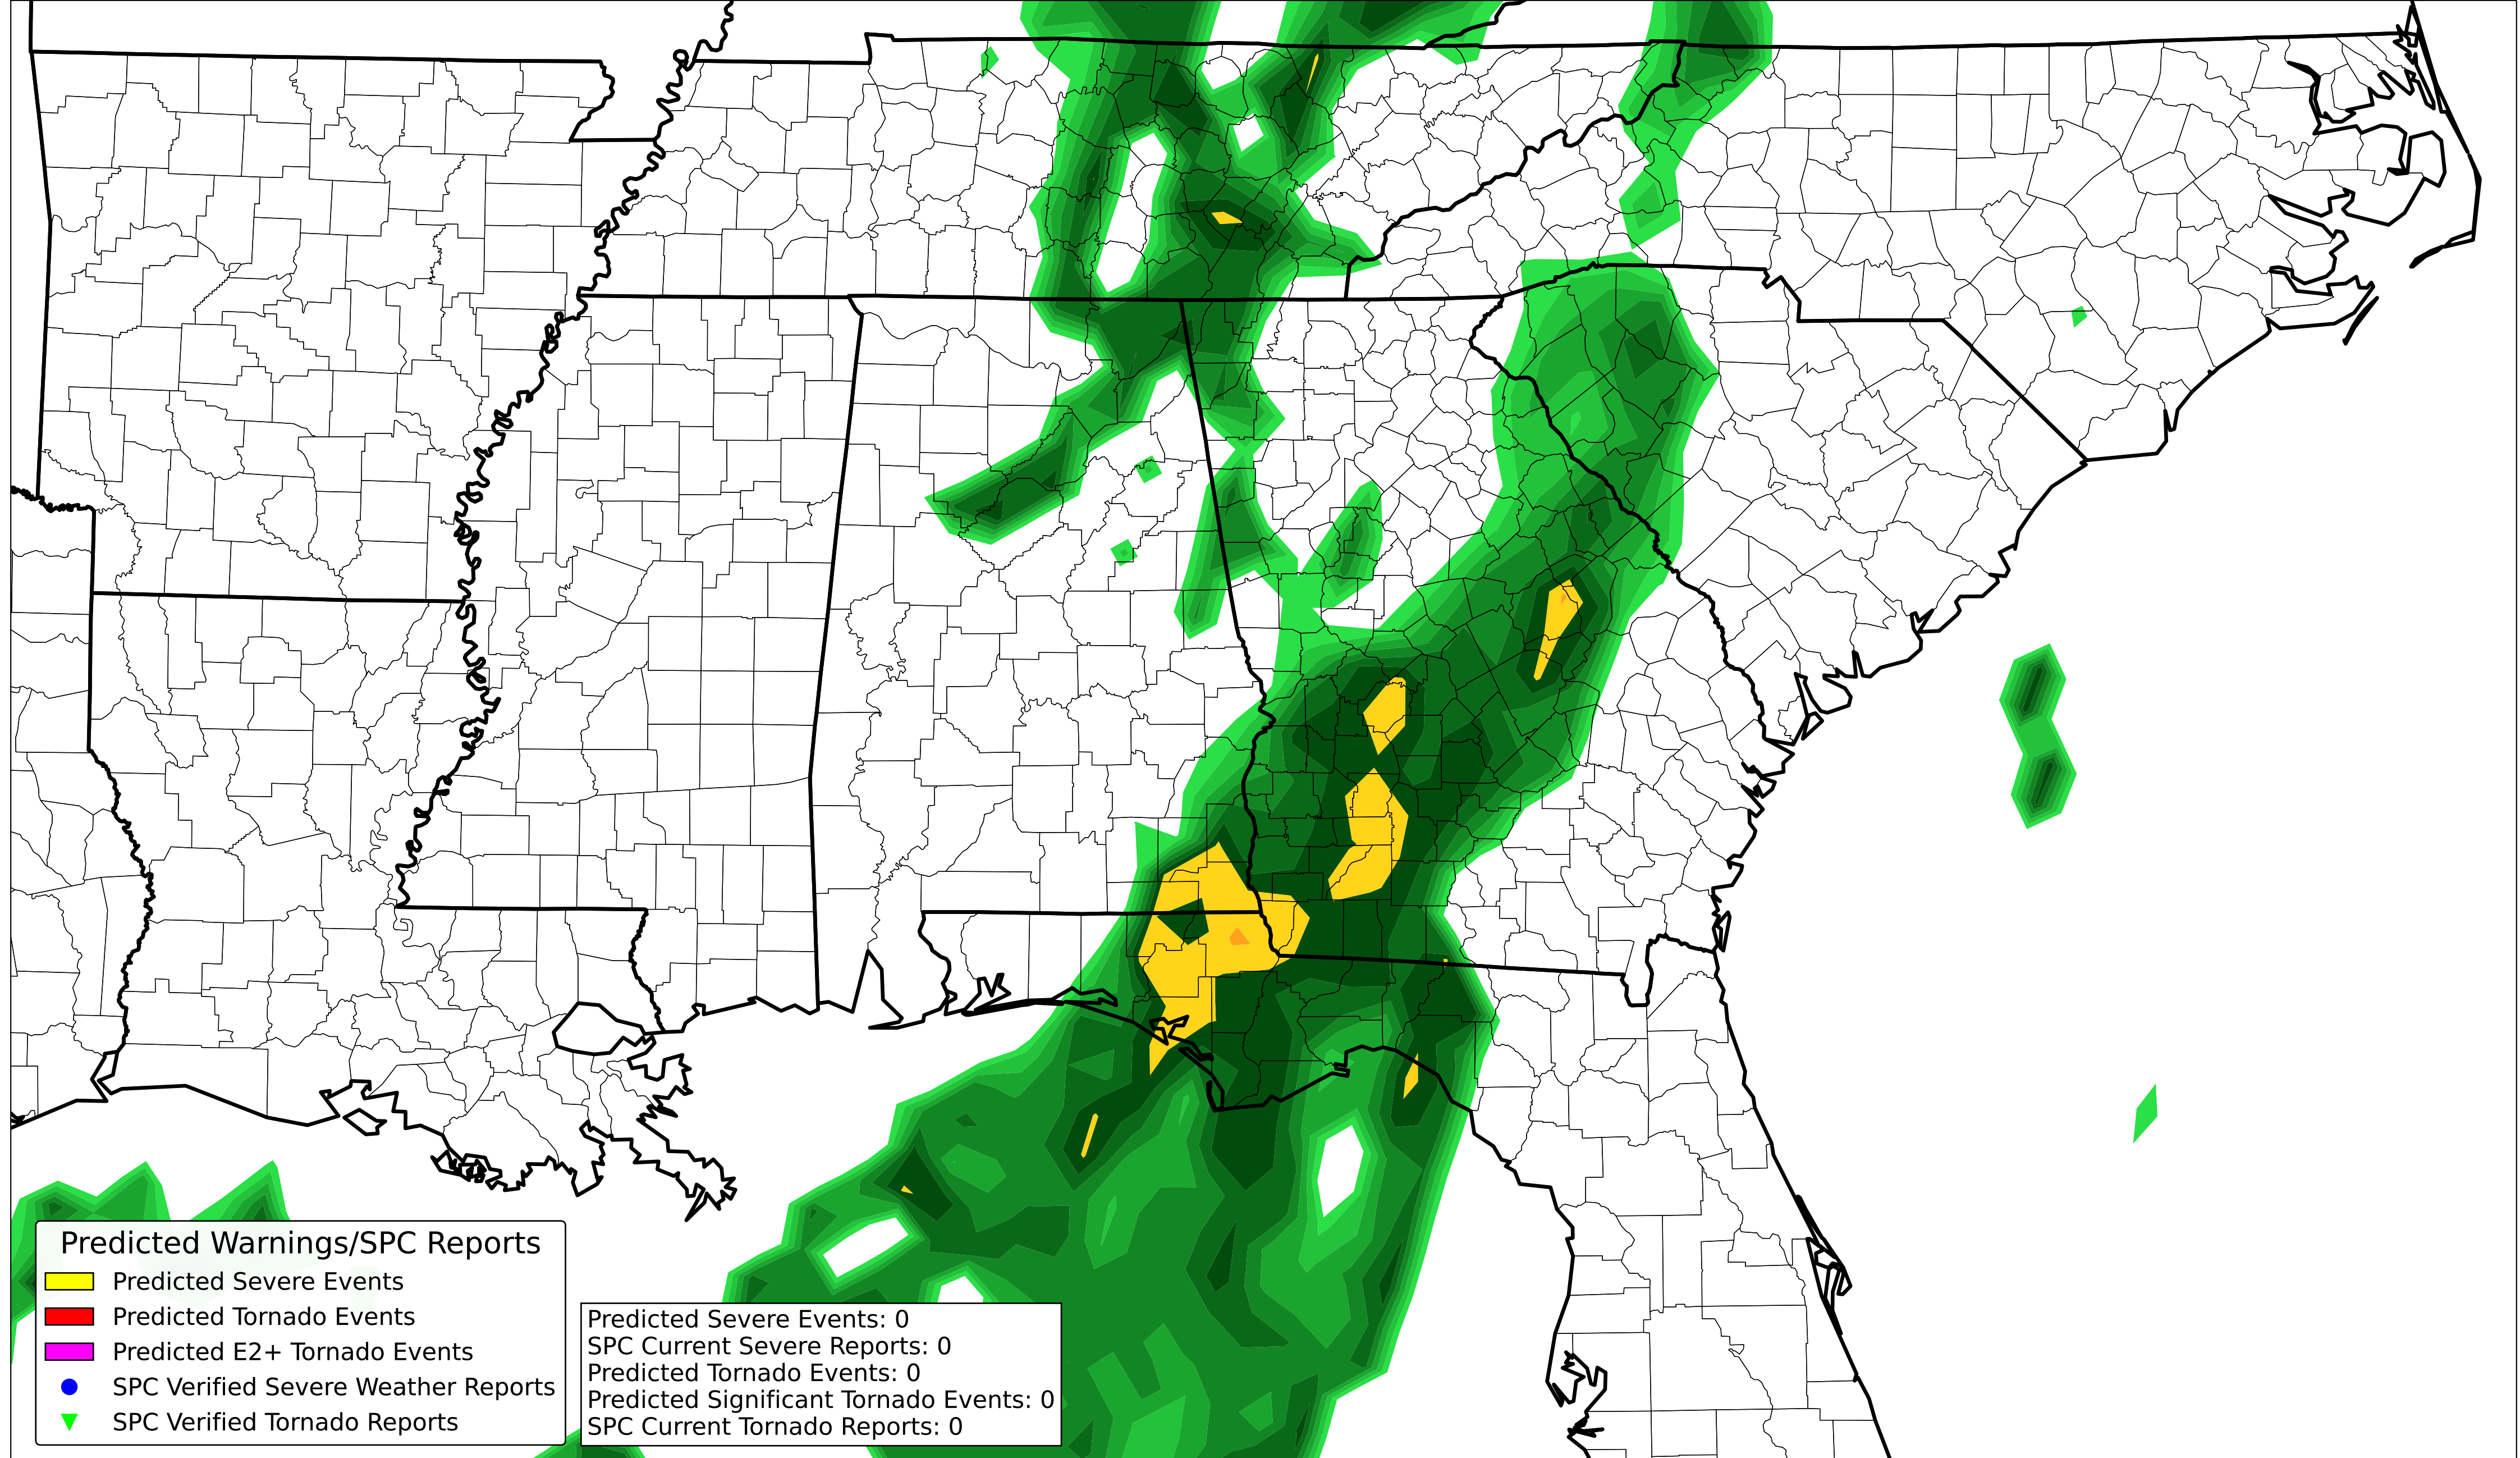 Predicted Warnings/SPC Reports
Predicted Severe Events
Predicted Tornado Events
Predicted E2+ Tornado Events
SPC Verified Severe Weather Reports
SPC Verified Tornado Reports
Predicted Severe Events: 0
SPC Current Severe Reports: 0
Predicted Tornado Events: 0
Predicted Significant Tornado Events: 0
SPC Current Tornado Reports: 0